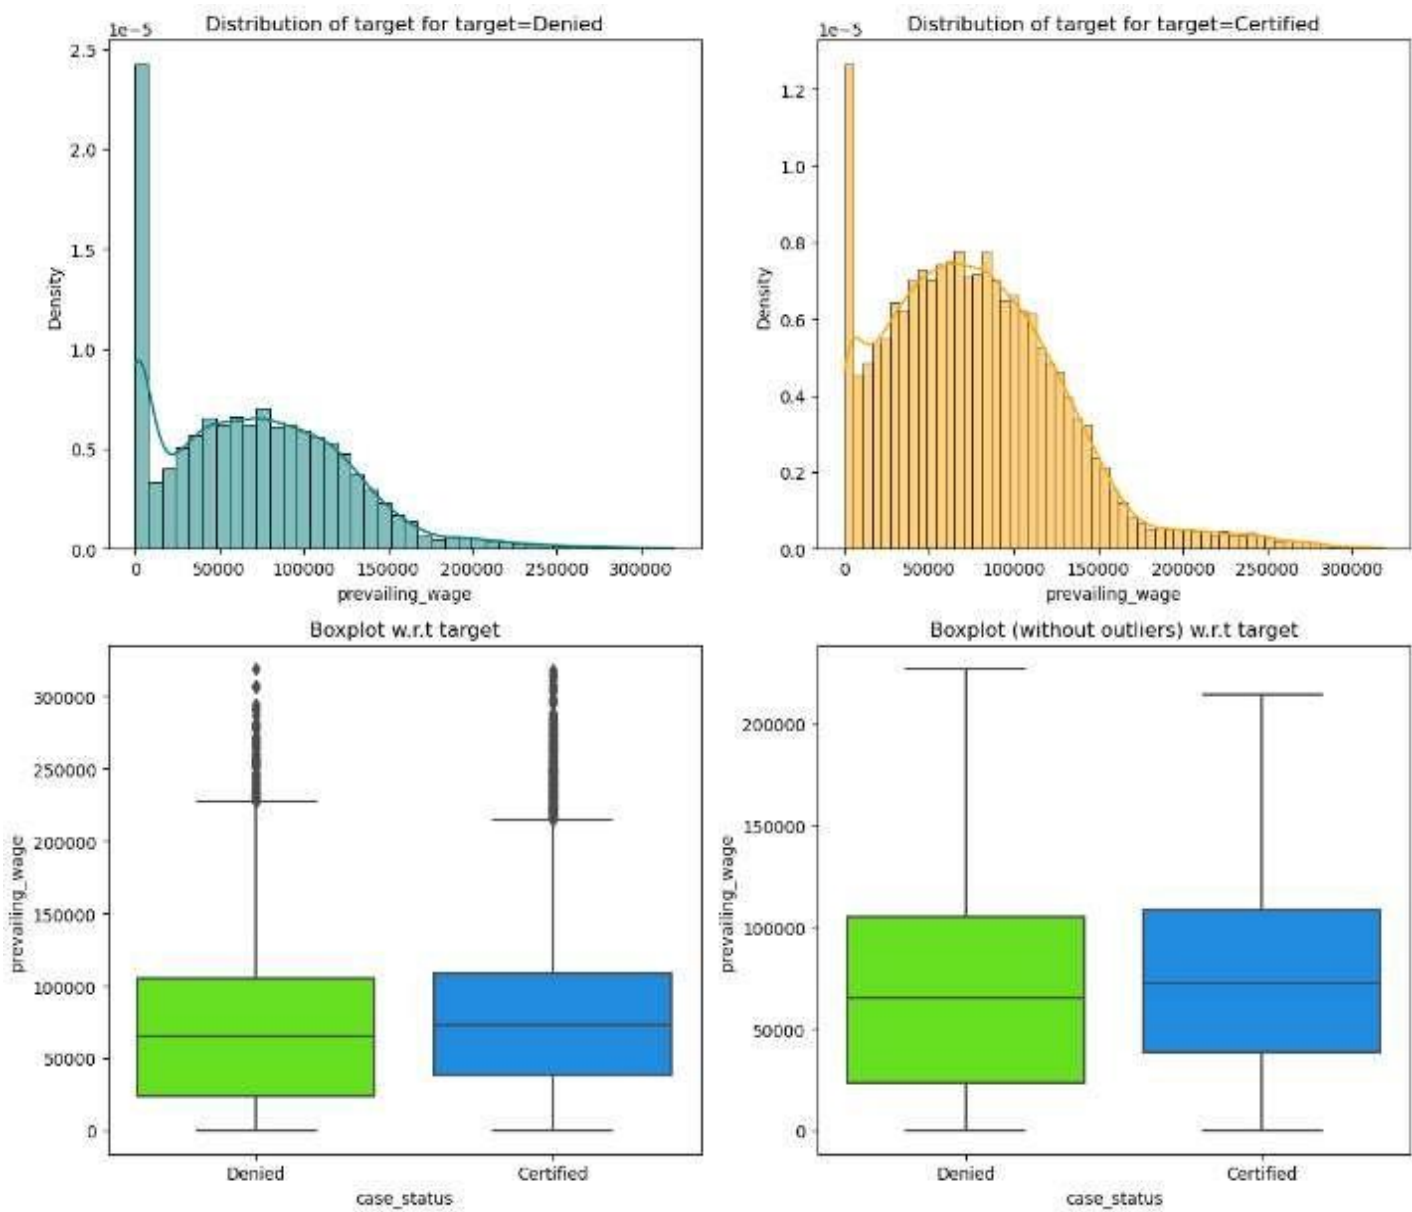 Distribution of target for target=Denied
1e−5
2.5
2.0
1.5
1.0
0.5
0.0
Density
0 50000 100000 150000 200000 250000 300000
prevailing_wage
Distribution of target for target=Certified
1e−5
1.2
1.0
0.8
0.6
0.4
0.2
0.0
Density
0 50000 100000 150000 200000 250000 300000
prevailing_wage
Boxplot w.r.t target
300000
250000
200000
150000
100000
50000
0
prevailing_wage
Denied Certified
case_status
Boxplot (without outliers) w.r.t target
200000
150000
100000
50000
0
prevailing_wage
Denied Certified
case_status